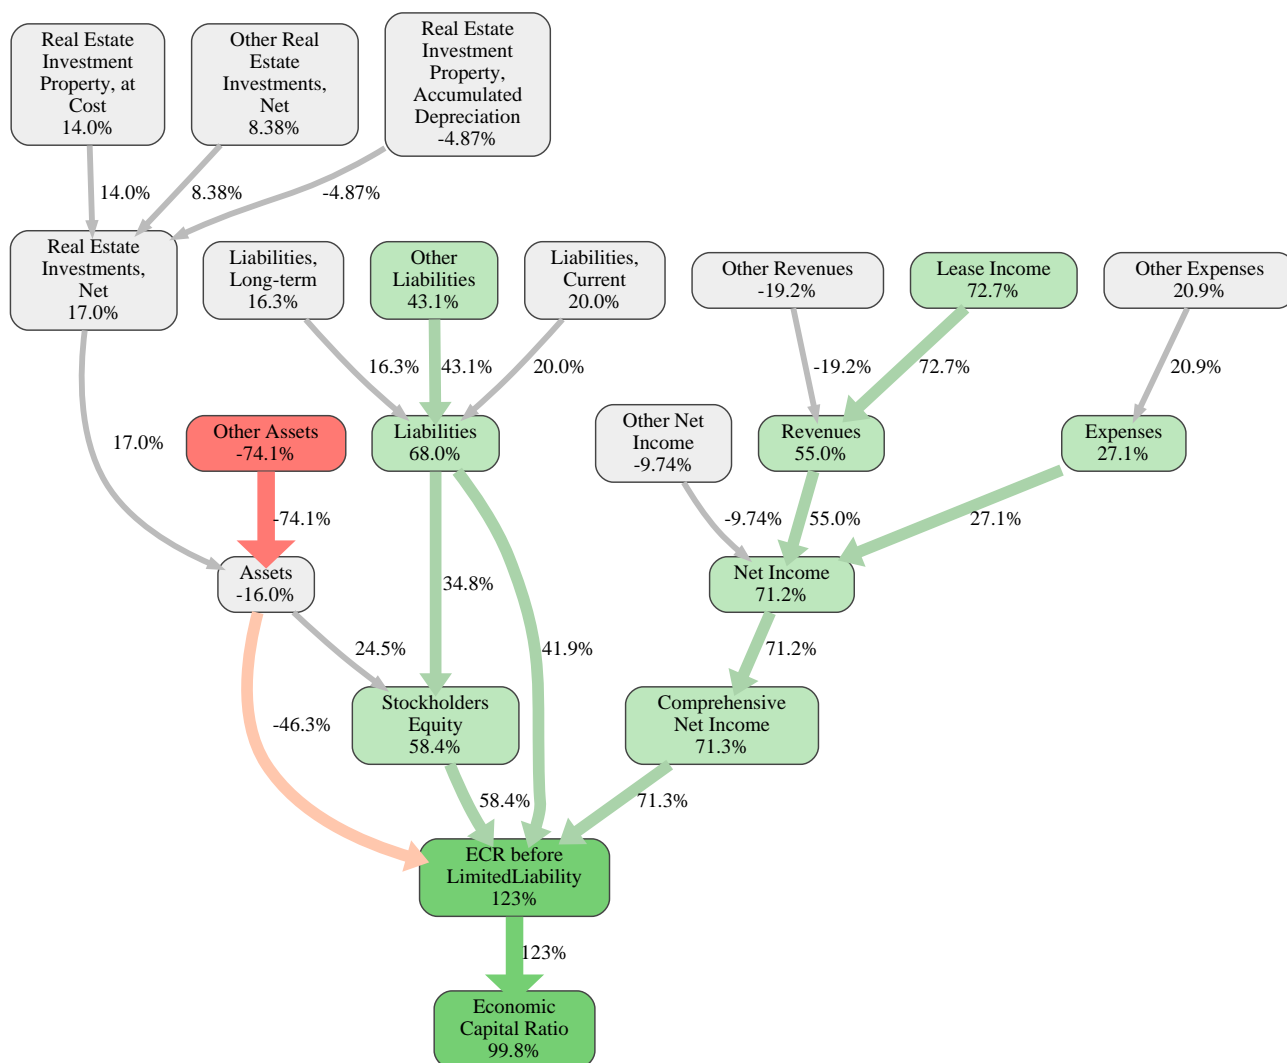 Real Estate
Investment
Property, at
Cost
14.0%
Other Real
Estate
Investments,
Net
8.38%
Real Estate
Investment
Property,
Accumulated
Depreciation
-4.87%
14.0%
8.38%
-4.87%
Real Estate
Investments,
Net
17.0%
Liabilities,
Long-term
16.3%
Other
Liabilities
43.1%
Liabilities,
Current
20.0%
Other Revenues
-19.2%
Lease Income
72.7%
Other Expenses
20.9%
16.3%
43.1%
20.0%
-19.2%
72.7%
20.9%
17.0%
Other Assets
-74.1%
Liabilities
68.0%
Other Net
Income
-9.74%
Revenues
55.0%
Expenses
27.1%
-74.1%
-9.74%
55.0%
27.1%
Assets
-16.0%
34.8%
Net Income
71.2%
24.5%
41.9%
71.2%
-46.3%
Stockholders
Equity
58.4%
Comprehensive
Net Income
71.3%
58.4%
71.3%
ECR before
LimitedLiability
123%
123%
Economic
Capital Ratio
99.8%